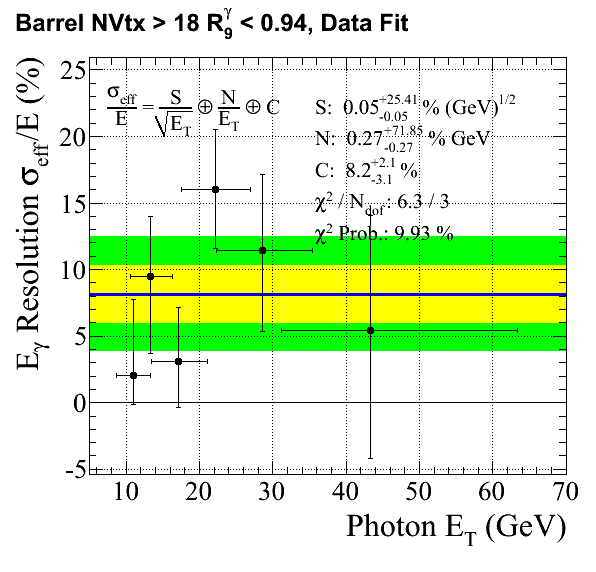 Barrel NVtx > 18 R₉^γ < 0.94, Data Fit
E_γ Resolution σ_eff/E (%)
25
20
15
10
5
0
-5
σ_eff/E = S/√E_T ⊕ N/E_T ⊕ C
S: 0.05 +25.41 -0.05 % (GeV)^1/2
N: 0.27 +71.85 -0.27 % GeV
C: 8.2 +2.1 -3.1 %
χ² / N_dof: 6.3 / 3
χ² Prob.: 9.93 %
10 20 30 40 50 60 70
Photon E_T (GeV)